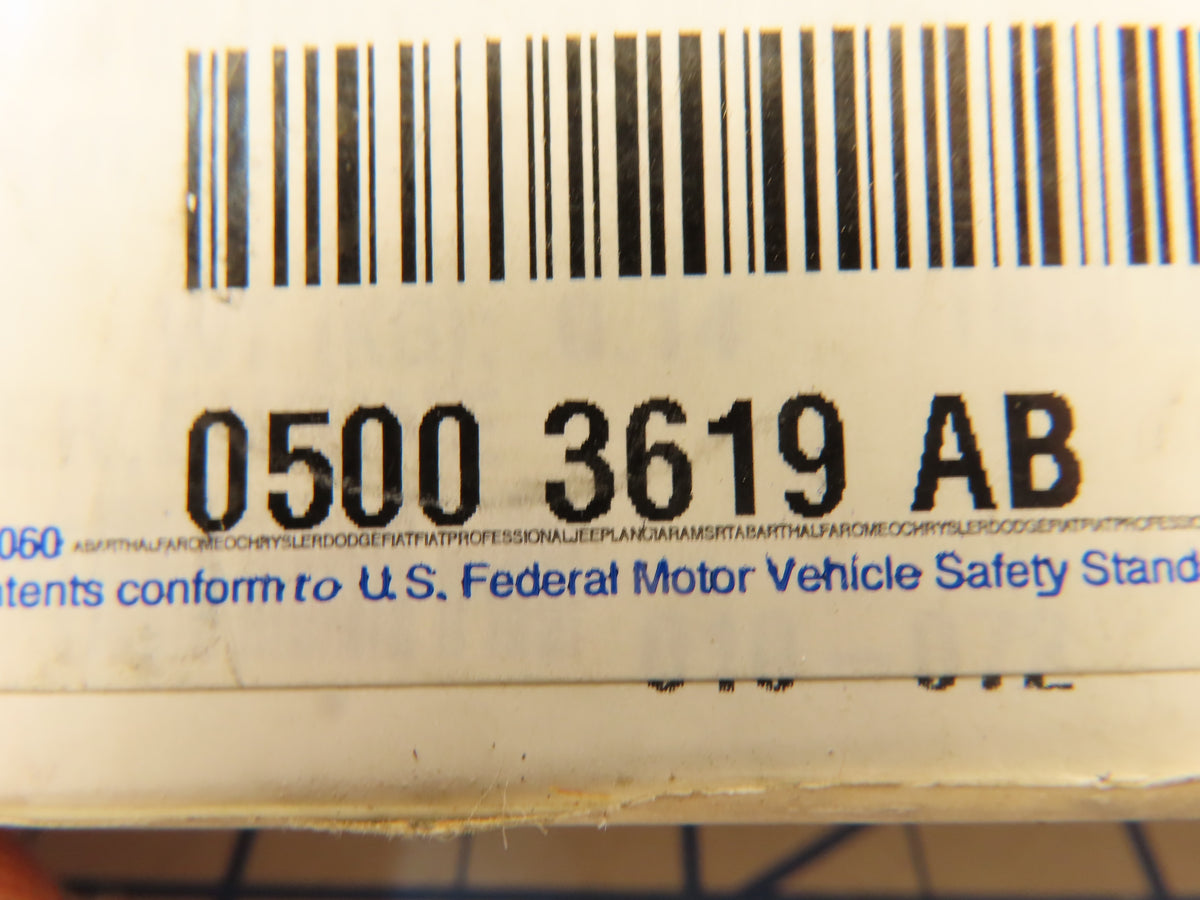 0500 3619 AB
060 ABARTHALFAROMEOCHRYSLERDODGEFIATFIATPROFESSIONALJEEPLANCIARAMSRTABARTHALFAROMEOCHRYSLERDODGEFIATFIATPROFESSIO
ntents conform to U.S. Federal Motor Vehicle Safety Stand